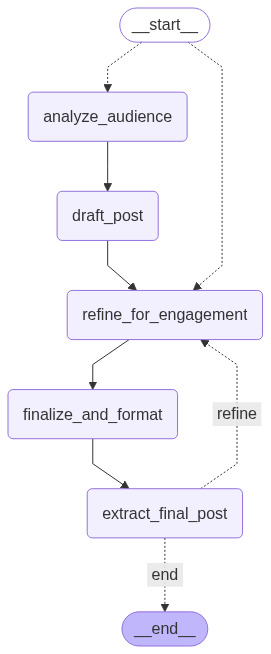 __start__
analyze_audience
draft_post
refine_for_engagement
finalize_and_format
refine
extract_final_post
end
__end__